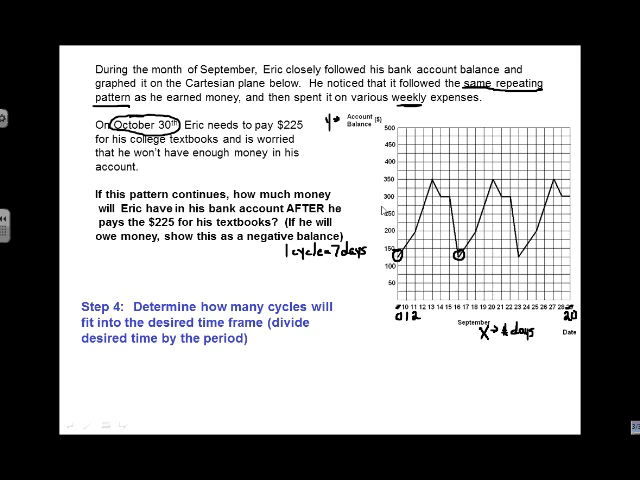 During the month of September, Eric closely followed his bank account balance and
graphed it on the Cartesian plane below. He noticed that it followed the same repeating
pattern as he earned money, and then spent it on various weekly expenses.
On October 30th Eric needs to pay $225
for his college textbooks and is worried
that he won't have enough money in his
account.
If this pattern continues, how much money
will Eric have in his bank account AFTER he
pays the $225 for his textbooks? (If he will
owe money, show this as a negative balance)
1 cycle = 7 days
Step 4: Determine how many cycles will
fit into the desired time frame (divide
desired time by the period)
y→
Account
Balance ($)
500
450
400
350
300
250
200
150
100
50
10 11 12 13 14 15 16 17 18 19 20 21 22 23 24 25 26 27 28
0 1 2
20
September
Date
x→ # days
3/3